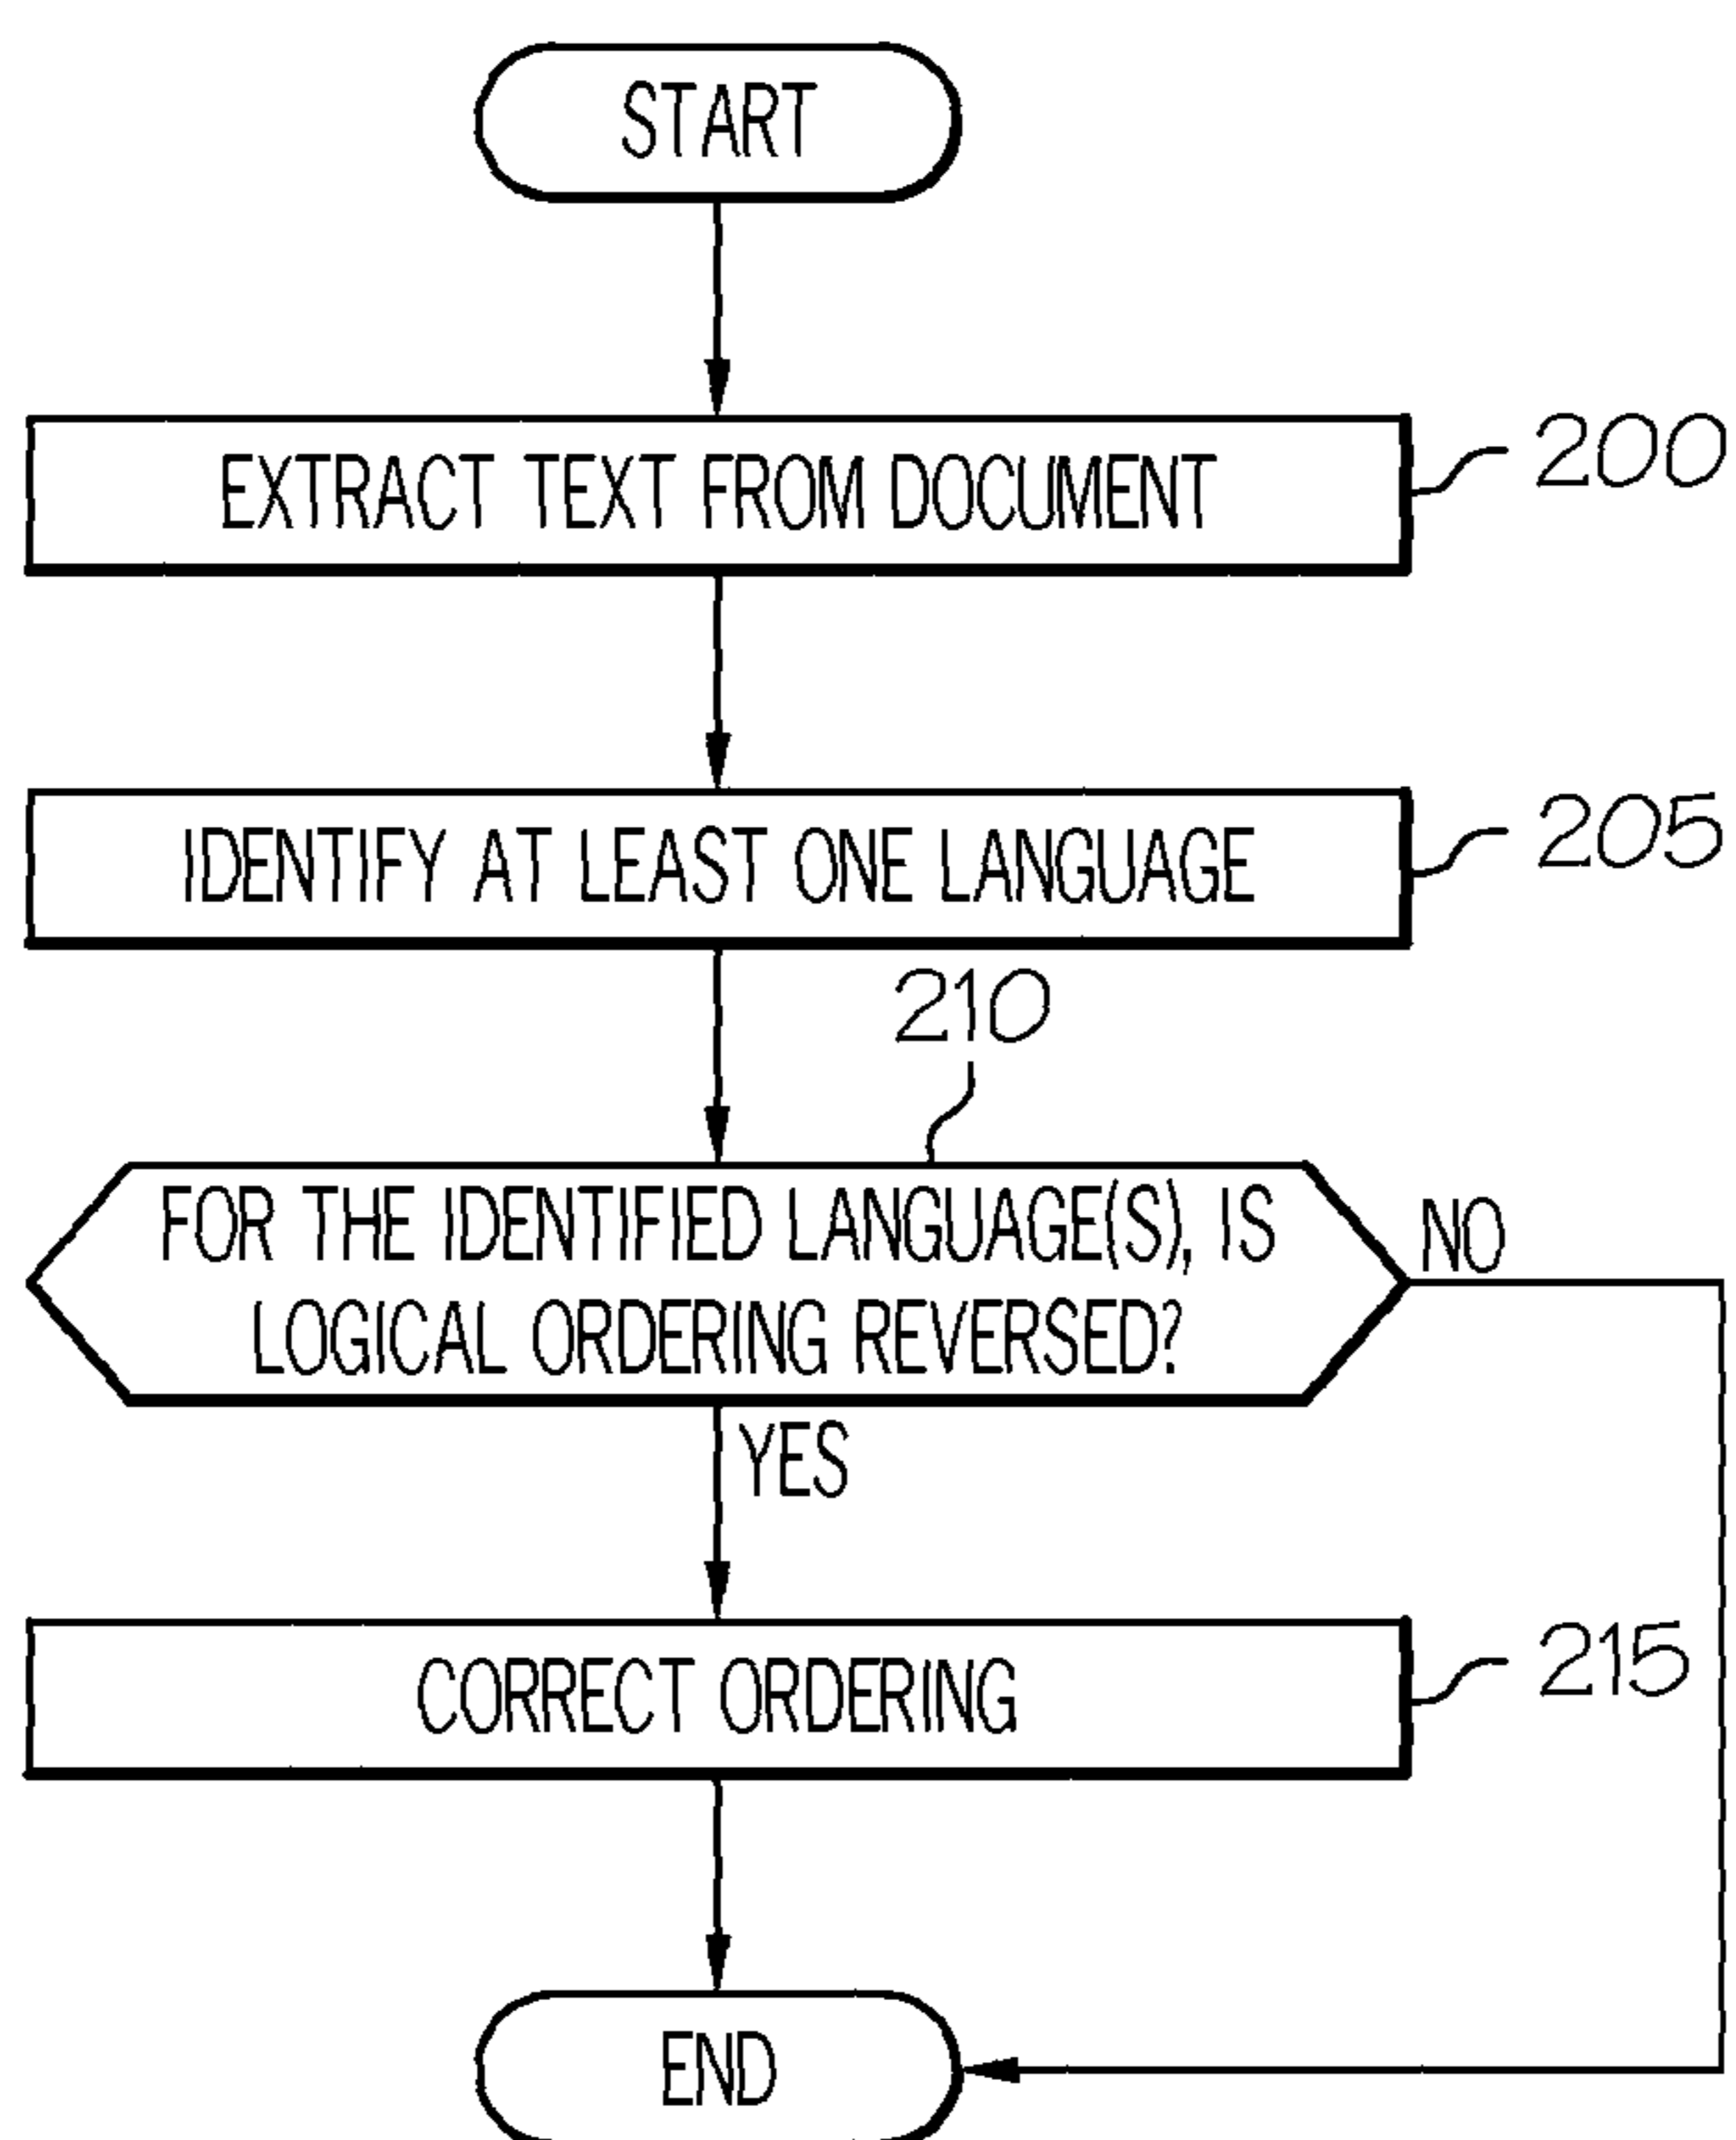 START
EXTRACT TEXT FROM DOCUMENT
200
IDENTIFY AT LEAST ONE LANGUAGE
205
210
FOR THE IDENTIFIED LANGUAGE(S), IS
LOGICAL ORDERING REVERSED?
NO
YES
CORRECT ORDERING
215
END